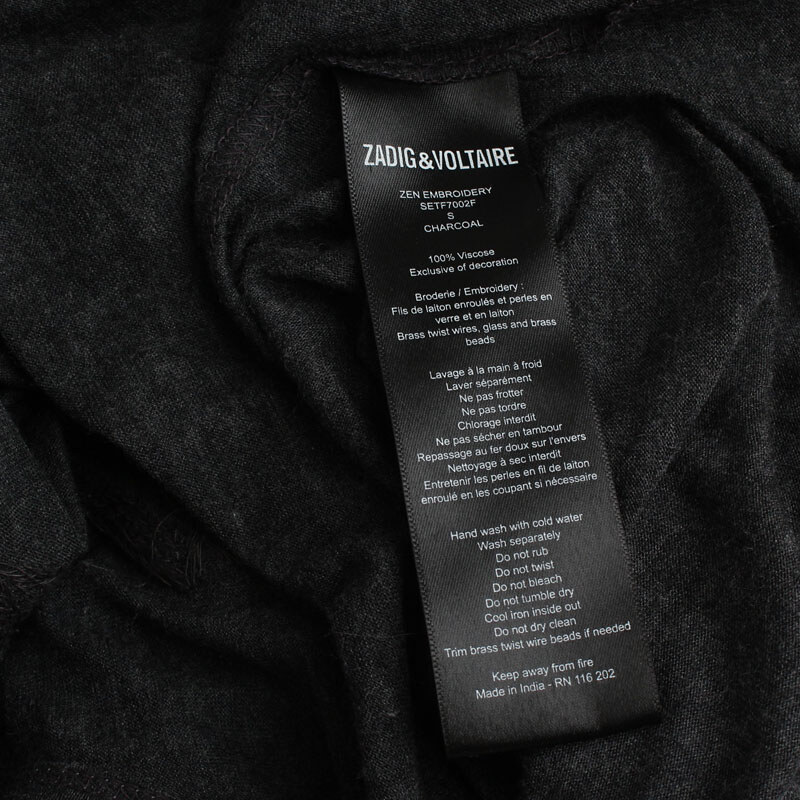 ZADIG&VOLTAIRE
ZEN EMBROIDERY
SETF7002F
S
CHARCOAL
100% Viscose
Exclusive of decoration
Broderie / Embroidery :
Fils de laiton enroulés et perles en
verre et en laiton
Brass twist wires, glass and brass
beads
Lavage à la main à froid
Laver séparément
Ne pas frotter
Ne pas tordre
Chlorage interdit
Ne pas sécher en tambour
Repassage au fer doux sur l'envers
Nettoyage à sec interdit
Entretenir les perles en fil de laiton
enroulé en les coupant si nécessaire
Hand wash with cold water
Wash separately
Do not rub
Do not twist
Do not bleach
Do not tumble dry
Cool iron inside out
Do not dry clean
Trim brass twist wire beads if needed
Keep away from fire
Made in India - RN 116 202